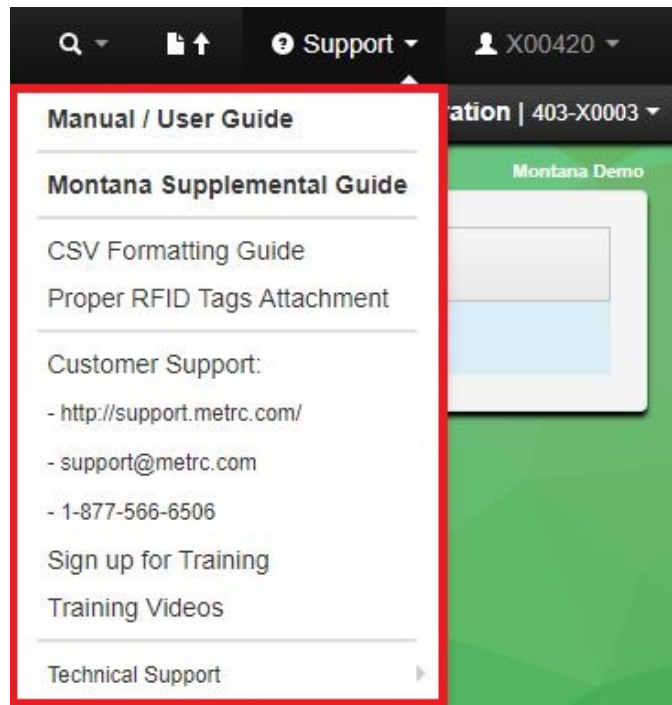 Support
X00420
ation | 403-X0003
Montana Demo
Manual / User Guide
Montana Supplemental Guide
CSV Formatting Guide
Proper RFID Tags Attachment
Customer Support:
- http://support.metrc.com/
- support@metrc.com
- 1-877-566-6506
Sign up for Training
Training Videos
Technical Support